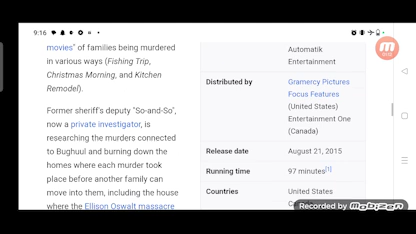 9:16
movies" of families being murdered
in various ways (Fishing Trip,
Christmas Morning, and Kitchen
Remodel).
Former sheriff's deputy "So-and-So",
now a private investigator, is
researching the murders connected
to Bughuul and burning down the
homes where each murder took
place before another family can
move into them, including the house
where the Ellison Oswalt massacre
Automatik
Entertainment
Distributed by
Gramercy Pictures
Focus Features
(United States)
Entertainment One
(Canada)
Release date
August 21, 2015
Running time
97 minutes[1]
Countries
United States
Recorded by Mobizen